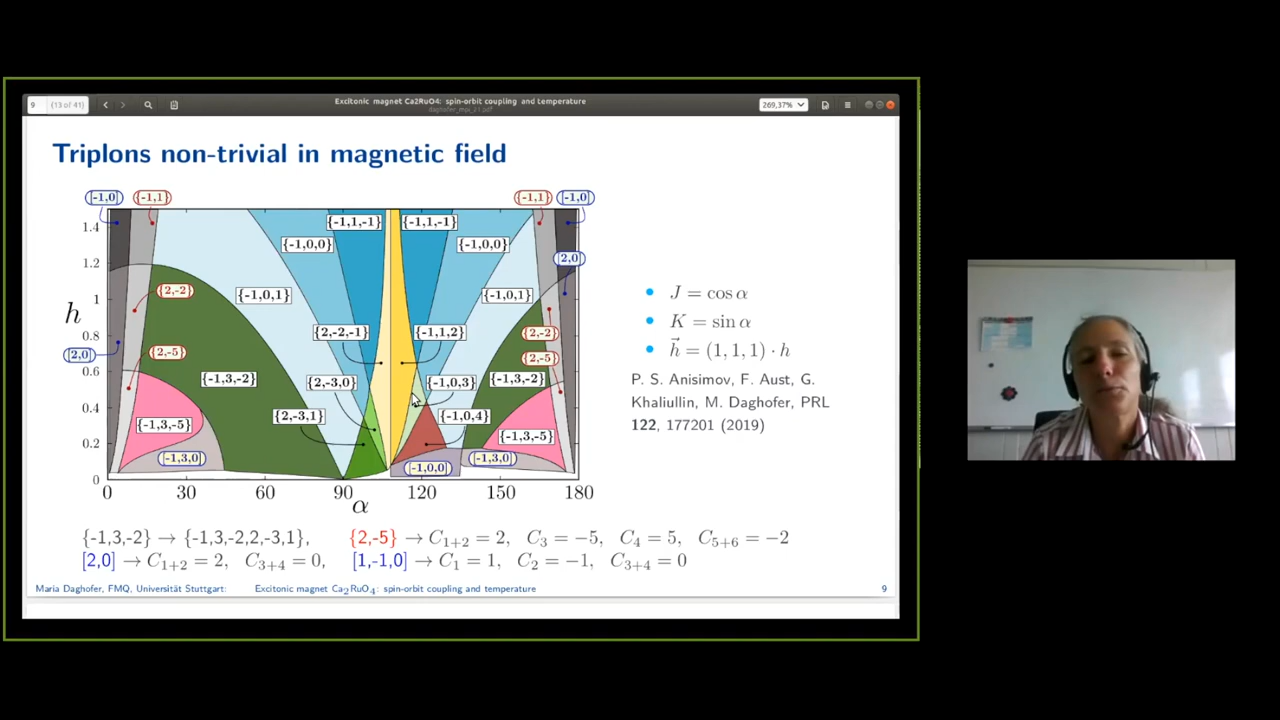 9 (13 of 41)
Excitonic magnet Ca2RuO4: spin-orbit coupling and temperature
daghofer_mpi_21.pdf
269,37%
Triplons non-trivial in magnetic field
[-1,0] {-1,1} {-1,1} [-1,0]
1.4 {-1,1,-1} {-1,1,-1}
{-1,0,0} {-1,0,0}
1.2 [2,0]
{2,-2} {-1,0,1} {-1,0,1}
1
h
0.8 {2,-2,-1} {-1,1,2} {2,-2}
[2,0] {2,-5} {2,-5}
0.6 {-1,3,-2} {2,-3,0} {-1,0,3} {-1,3,-2}
0.4 {-1,3,-5} {2,-3,1} {-1,0,4} {-1,3,-5}
0.2 [-1,3,0] [-1,0,0] [-1,3,0]
0
0 30 60 90 120 150 180
α
• J = cos α
• K = sin α
• h⃗ = (1, 1, 1) · h
P. S. Anisimov, F. Aust, G.
Khaliullin, M. Daghofer, PRL
122, 177201 (2019)
{-1,3,-2} → {-1,3,-2,2,-3,1}, {2,-5} → C₁₊₂ = 2, C₃ = −5, C₄ = 5, C₅₊₆ = −2
[2,0] → C₁₊₂ = 2, C₃₊₄ = 0, [1,-1,0] → C₁ = 1, C₂ = −1, C₃₊₄ = 0
Maria Daghofer, FMQ, Universität Stuttgart: Excitonic magnet Ca₂RuO₄: spin-orbit coupling and temperature 9